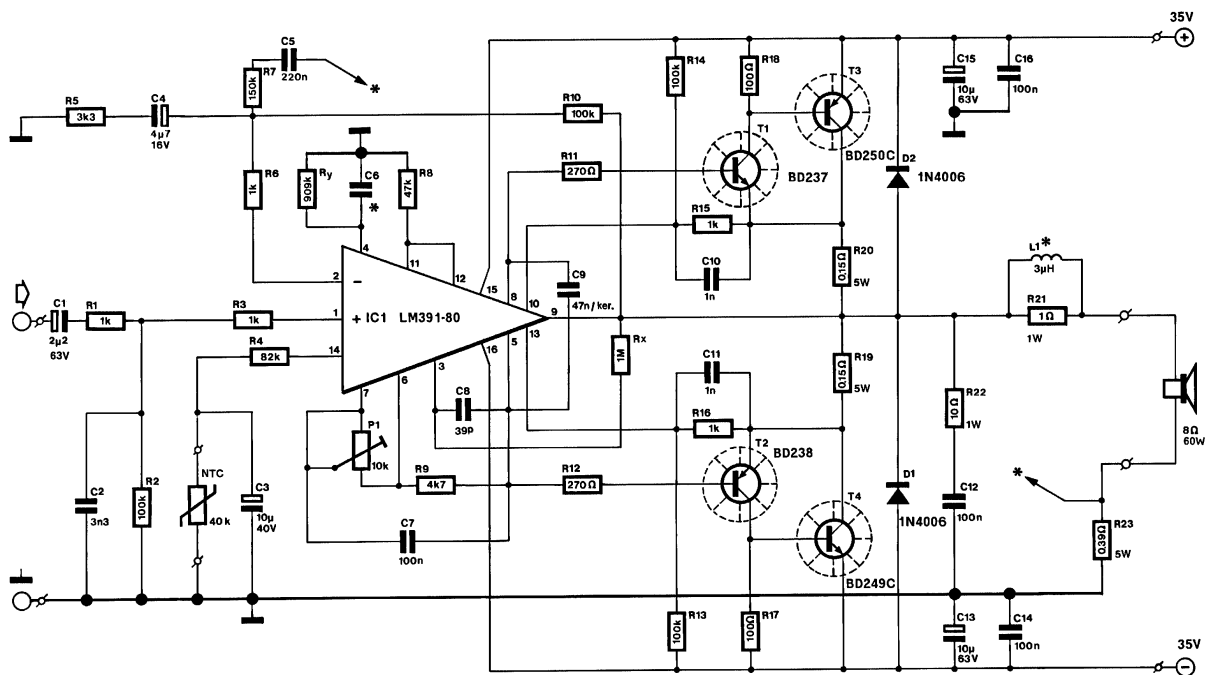 35V
+
C5
220n
R7
150k
*
R5
3k3
C4
4µ7
16V
R10
100k
R14
100k
R18
100Ω
T3
BD250C
C15
10µ
63V
C16
100n
R6
1k
Ry
909k
C6
*
R8
47k
R11
270Ω
T1
BD237
D2
1N4006
4
11
12
R15
1k
C10
1n
R20
0,15Ω
5W
L1*
3µH
R21
1Ω
1W
2
–
15
8
10
C9
47n/ker.
C1
2µ2
63V
R1
1k
R3
1k
1
+ IC1 LM391-80
9
R4
82k
14
16
5
13
3
6
7
Rx
1M
C11
1n
R19
0,15Ω
5W
C8
39p
R16
1k
R22
10Ω
1W
8Ω
60W
P1
10k
R9
4k7
R12
270Ω
T2
BD238
D1
1N4006
C12
100n
*
R23
0,39Ω
5W
C2
3n3
R2
100k
NTC
40k
C3
10µ
40V
C7
100n
T4
BD249C
R13
100k
R17
100Ω
C13
10µ
63V
C14
100n
35V
–